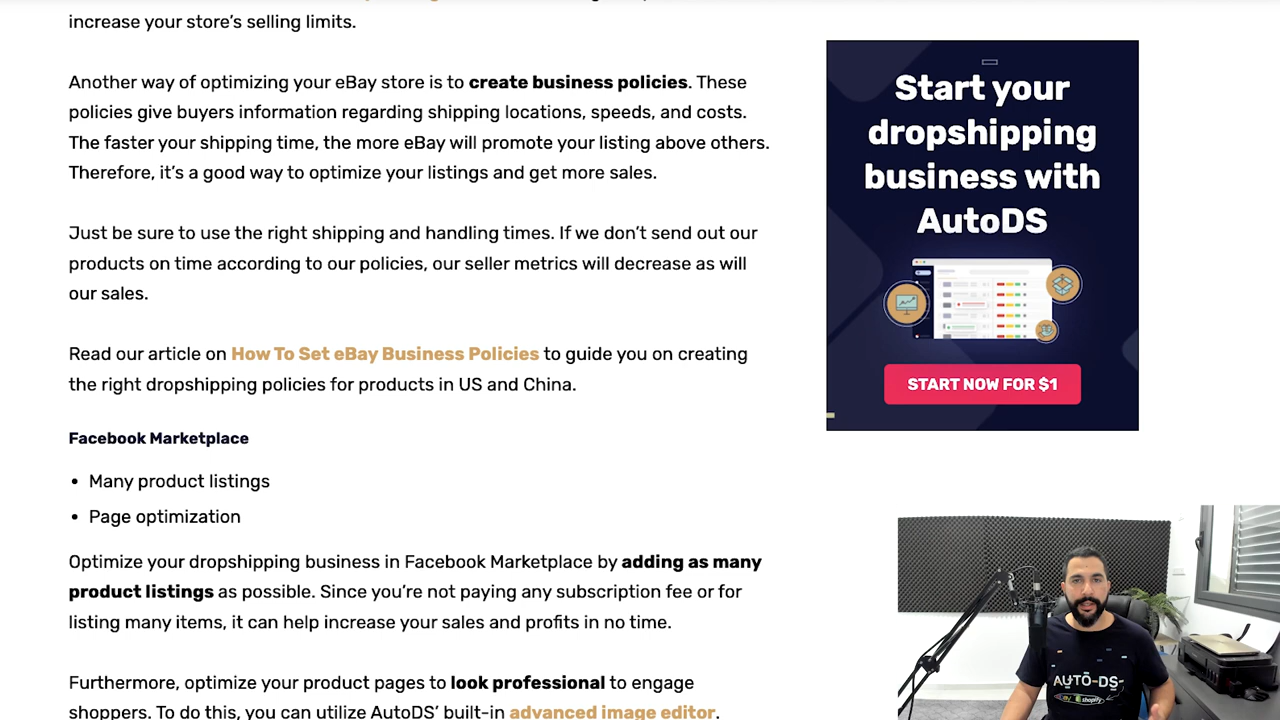 increase your store's selling limits.
Another way of optimizing your eBay store is to create business policies. These
policies give buyers information regarding shipping locations, speeds, and costs.
The faster your shipping time, the more eBay will promote your listing above others.
Therefore, it's a good way to optimize your listings and get more sales.
Just be sure to use the right shipping and handling times. If we don't send out our
products on time according to our policies, our seller metrics will decrease as will
our sales.
Read our article on How To Set eBay Business Policies to guide you on creating
the right dropshipping policies for products in US and China.
Facebook Marketplace
• Many product listings
• Page optimization
Optimize your dropshipping business in Facebook Marketplace by adding as many
product listings as possible. Since you're not paying any subscription fee or for
listing many items, it can help increase your sales and profits in no time.
Furthermore, optimize your product pages to look professional to engage
shoppers. To do this, you can utilize AutoDS' built-in advanced image editor.
Start your
dropshipping
business with
AutoDS
START NOW FOR $1
AUTO-DS
shopify